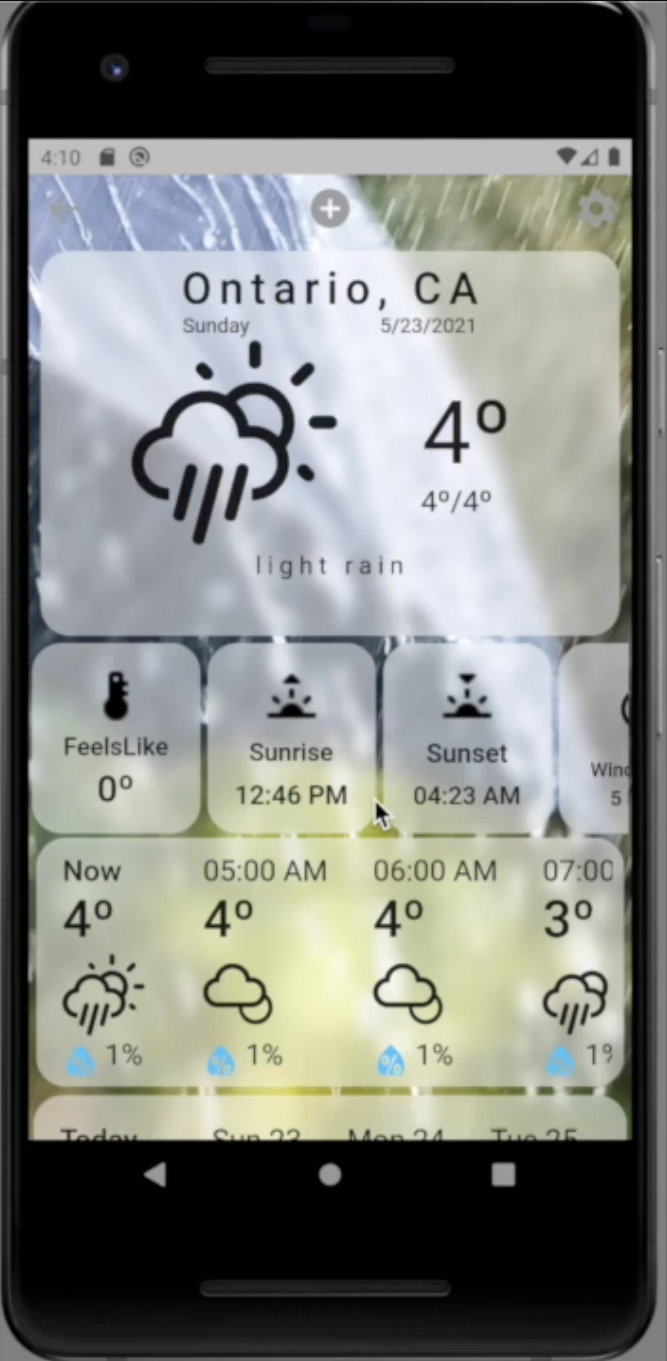 4:10
Ontario, CA
Sunday 5/23/2021
4º
4º/4º
light rain
FeelsLike Sunrise Sunset
0º 12:46 PM 04:23 AM 5
Now 05:00 AM 06:00 AM 07:00
4º 4º 4º 3º
1% 1% 1%
Today Sun 23 Mon 24 Tue 25